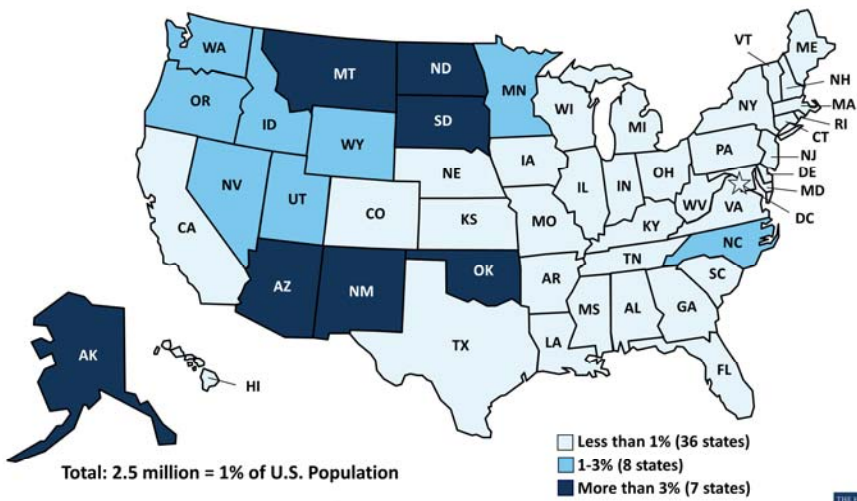 WA
MT
ND
MN
VT
ME
OR
ID
SD
WI
NY
NH
MA
WY
MI
RI
CT
NE
IA
PA
NJ
NV
UT
CO
IL
IN
OH
DE
MD
CA
KS
MO
WV
VA
DC
KY
AZ
NM
OK
AR
TN
NC
SC
MS
AL
GA
TX
LA
AK
HI
FL
Less than 1% (36 states)
1-3% (8 states)
More than 3% (7 states)
Total: 2.5 million = 1% of U.S. Population